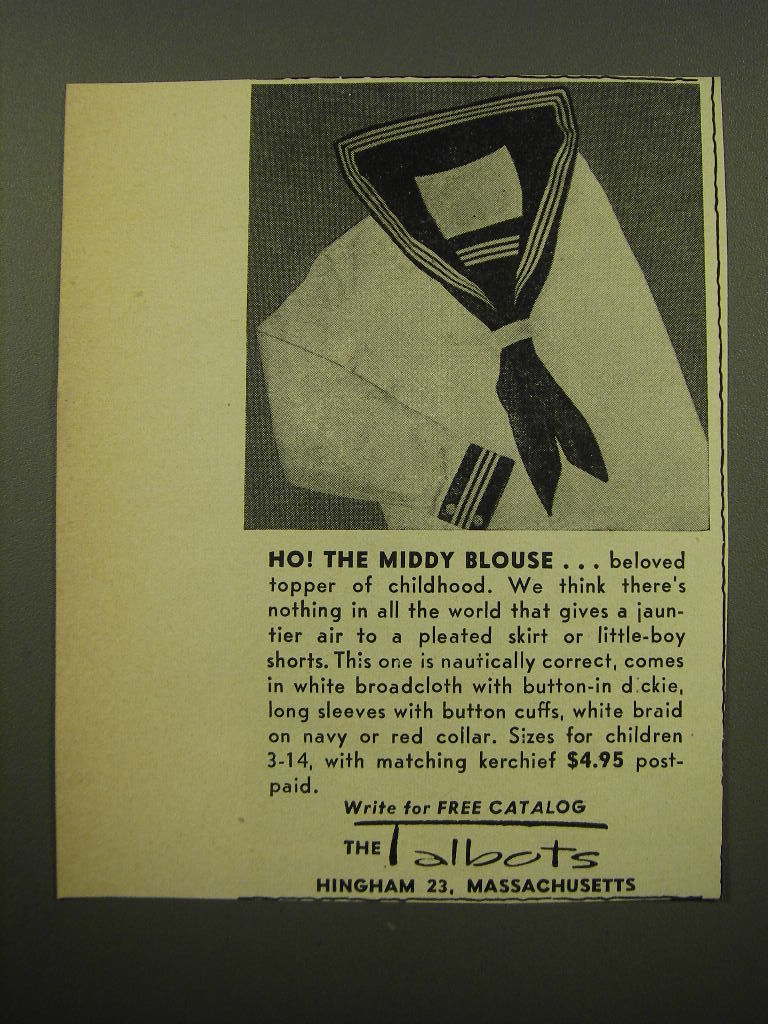 HO! THE MIDDY BLOUSE . . . beloved
topper of childhood. We think there's
nothing in all the world that gives a jaun-
tier air to a pleated skirt or little-boy
shorts. This one is nautically correct, comes
in white broadcloth with button-in dickie,
long sleeves with button cuffs, white braid
on navy or red collar. Sizes for children
3-14, with matching kerchief $4.95 post-
paid.
Write for FREE CATALOG
THE Talbots
HINGHAM 23, MASSACHUSETTS